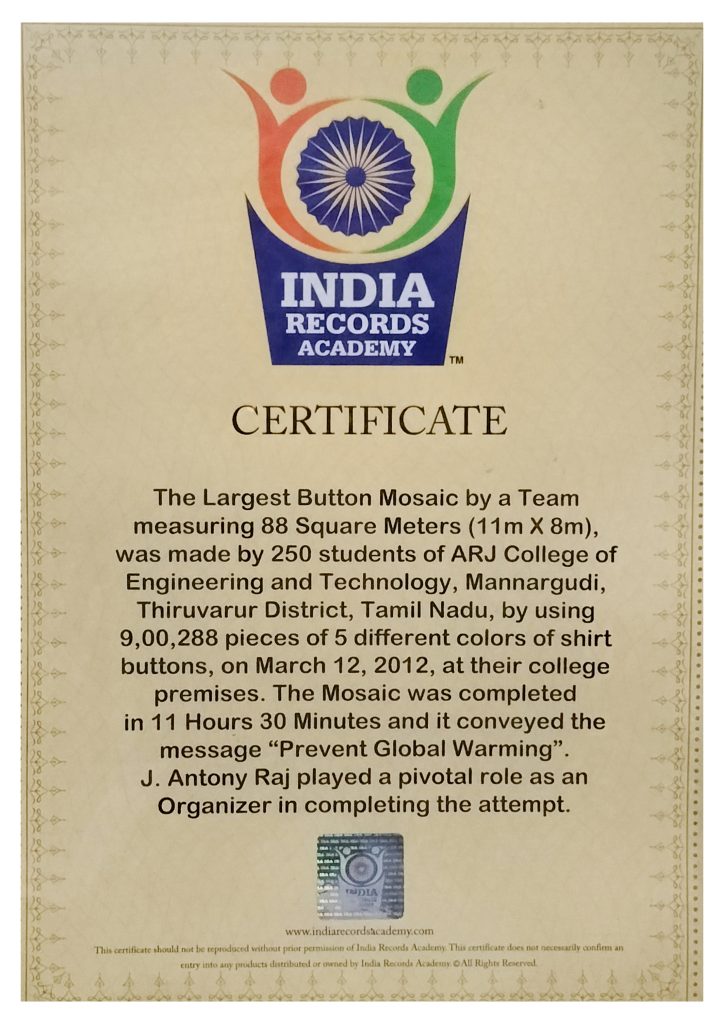 INDIA
RECORDS
ACADEMY
™
CERTIFICATE
The Largest Button Mosaic by a Team
measuring 88 Square Meters (11m X 8m),
was made by 250 students of ARJ College of
Engineering and Technology, Mannargudi,
Thiruvarur District, Tamil Nadu, by using
9,00,288 pieces of 5 different colors of shirt
buttons, on March 12, 2012, at their college
premises. The Mosaic was completed
in 11 Hours 30 Minutes and it conveyed the
message “Prevent Global Warming”.
J. Antony Raj played a pivotal role as an
Organizer in completing the attempt.
INDIA
www.indiarecordsacademy.com
This certificate should not be reproduced without prior permission of India Records Academy. This certificate does not necessarily confirm an
entry into any products distributed or owned by India Records Academy. © All Rights Reserved.